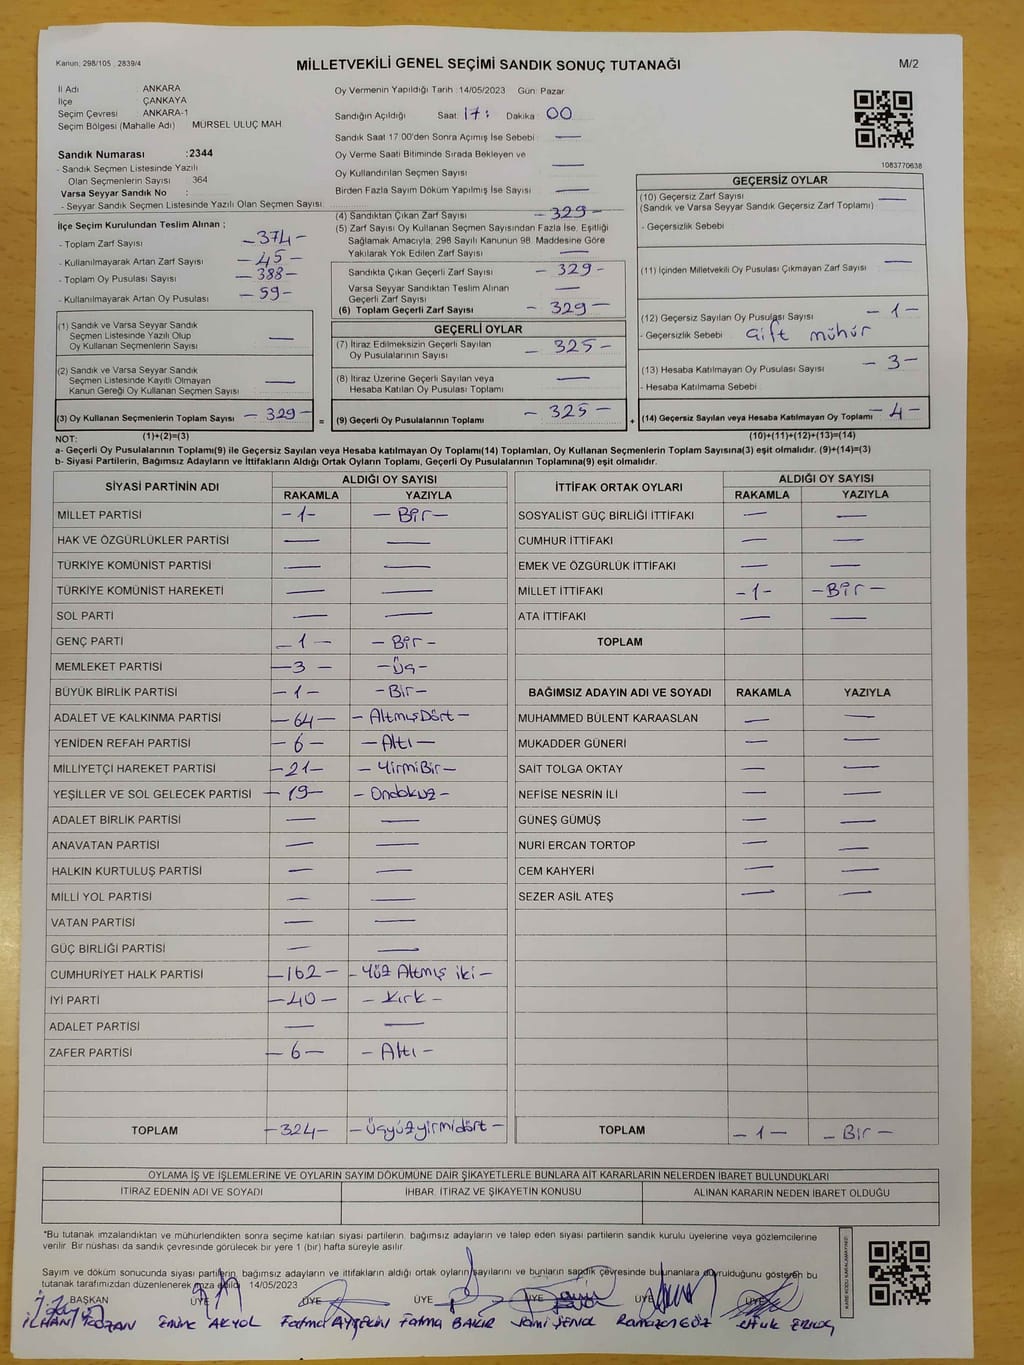 Kanun: 298/105 , 2839/4
MİLLETVEKİLİ GENEL SEÇİMİ SANDIK SONUÇ TUTANAĞI
M/2
İl Adı : ANKARA
İlçe : ÇANKAYA
Seçim Çevresi : ANKARA-1
Seçim Bölgesi (Mahalle Adı) : MÜRSEL ULUÇ MAH.
Sandık Numarası :2344
- Sandık Seçmen Listesinde Yazılı
Olan Seçmenlerin Sayısı : 364
Varsa Seyyar Sandık No :
- Seyyar Sandık Seçmen Listesinde Yazılı Olan Seçmen Sayısı:
Oy Vermenin Yapıldığı Tarih :14/05/2023 Gün: Pazar
Sandığın Açıldığı Saat: 17: Dakika: 00
Sandık Saat 17:00'den Sonra Açılmış İse Sebebi: —
Oy Verme Saati Bitiminde Sırada Bekleyen ve
Oy Kullandırılan Seçmen Sayısı: —
Birden Fazla Sayım Döküm Yapılmış İse Sayısı : —
1083770638
İlçe Seçim Kurulundan Teslim Alınan ;
- Toplam Zarf Sayısı : -374-
- Kullanılmayarak Artan Zarf Sayısı : -45-
- Toplam Oy Pusulası Sayısı : -388-
- Kullanılmayarak Artan Oy Pusulası : -59-
(4) Sandıktan Çıkan Zarf Sayısı : -329-
(5) Zarf Sayısı Oy Kullanan Seçmen Sayısından Fazla İse, Eşitliği
Sağlamak Amacıyla; 298 Sayılı Kanunun 98. Maddesine Göre
Yakılarak Yok Edilen Zarf Sayısı : —
Sandıkta Çıkan Geçerli Zarf Sayısı : -329-
Varsa Seyyar Sandıktan Teslim Alınan
Geçerli Zarf Sayısı : —
(6) Toplam Geçerli Zarf Sayısı : -329-
GEÇERSİZ OYLAR
(10) Geçersiz Zarf Sayısı : —
(Sandık ve Varsa Seyyar Sandık Geçersiz Zarf Toplamı)
- Geçersizlik Sebebi :
(11) İçinden Milletvekili Oy Pusulası Çıkmayan Zarf Sayısı : —
(12) Geçersiz Sayılan Oy Pusulası Sayısı : -1-
- Geçersizlik Sebebi : Çift mühür
(13) Hesaba Katılmayan Oy Pusulası Sayısı : -3-
- Hesaba Katılmama Sebebi :
(14) Geçersiz Sayılan veya Hesaba Katılmayan Oy Toplamı: -4-
(1) Sandık ve Varsa Seyyar Sandık
Seçmen Listesinde Yazılı Olup
Oy Kullanan Seçmenlerin Sayısı : —
(2) Sandık ve Varsa Seyyar Sandık
Seçmen Listesinde Kayıtlı Olmayan
Kanun Gereği Oy Kullanan Seçmen Sayısı : —
(3) Oy Kullanan Seçmenlerin Toplam Sayısı : -329-
GEÇERLİ OYLAR
(7) İtiraz Edilmeksizin Geçerli Sayılan
Oy Pusulalarının Sayısı : -325-
(8) İtiraz Üzerine Geçerli Sayılan veya
Hesaba Katılan Oy Pusulası Toplamı : —
= (9) Geçerli Oy Pusulalarının Toplamı : -325- +
NOT: (1)+(2)=(3) (10)+(11)+(12)+(13)=(14)
a- Geçerli Oy Pusulalarının Toplamı(9) ile Geçersiz Sayılan veya Hesaba katılmayan Oy Toplamı(14) Toplamları, Oy Kullanan Seçmenlerin Toplam Sayısına(3) eşit olmalıdır. (9)+(14)=(3)
b- Siyasi Partilerin, Bağımsız Adayların ve İttifakların Aldığı Ortak Oyların Toplamı, Geçerli Oy Pusulalarının Toplamına(9) eşit olmalıdır.
SİYASİ PARTİNİN ADI ALDIĞI OY SAYISI
RAKAMLA YAZIYLA
MİLLET PARTİSİ -1- -Bir-
HAK VE ÖZGÜRLÜKLER PARTİSİ — —
TÜRKİYE KOMÜNİST PARTİSİ — —
TÜRKİYE KOMÜNİST HAREKETİ — —
SOL PARTİ — —
GENÇ PARTİ -1- -Bir-
MEMLEKET PARTİSİ -3- -Üç-
BÜYÜK BİRLİK PARTİSİ -1- -Bir-
ADALET VE KALKINMA PARTİSİ -64- -AltmışDört-
YENİDEN REFAH PARTİSİ -6- -Altı-
MİLLİYETÇİ HAREKET PARTİSİ -21- -YirmiBir-
YEŞİLLER VE SOL GELECEK PARTİSİ -19- -Ondokuz-
ADALET BİRLİK PARTİSİ — —
ANAVATAN PARTİSİ — —
HALKIN KURTULUŞ PARTİSİ — —
MİLLİ YOL PARTİSİ — —
VATAN PARTİSİ — —
GÜÇ BİRLİĞİ PARTİSİ — —
CUMHURİYET HALK PARTİSİ -162- -Yüz Altmış iki-
İYİ PARTİ -40- -Kırk-
ADALET PARTİSİ — —
ZAFER PARTİSİ -6- -Altı-
TOPLAM -324- -Üçyüzyirmidört-
İTTİFAK ORTAK OYLARI ALDIĞI OY SAYISI
RAKAMLA YAZIYLA
SOSYALİST GÜÇ BİRLİĞİ İTTİFAKI — —
CUMHUR İTTİFAKI — —
EMEK VE ÖZGÜRLÜK İTTİFAKI — —
MİLLET İTTİFAKI -1- -Bir-
ATA İTTİFAKI — —
TOPLAM
BAĞIMSIZ ADAYIN ADI VE SOYADI RAKAMLA YAZIYLA
MUHAMMED BÜLENT KARAASLAN — —
MUKADDER GÜNERİ — —
SAİT TOLGA OKTAY — —
NEFİSE NESRİN İLİ — —
GÜNEŞ GÜMÜŞ — —
NURİ ERCAN TORTOP — —
CEM KAHYERİ — —
SEZER ASİL ATEŞ — —
TOPLAM -1- -Bir-
OYLAMA İŞ VE İŞLEMLERİNE VE OYLARIN SAYIM DÖKÜMÜNE DAİR ŞİKAYETLERLE BUNLARA AİT KARARLARIN NELERDEN İBARET BULUNDUKLARI
İTİRAZ EDENİN ADI VE SOYADI İHBAR, İTİRAZ VE ŞİKAYETİN KONUSU ALINAN KARARIN NEDEN İBARET OLDUĞU
*Bu tutanak imzalandıktan ve mühürlendikten sonra seçime katılan siyasi partilerin, bağımsız adayların ve talep eden siyasi partilerin sandık kurulu üyelerine veya gözlemcilerine
verilir. Bir nüshası da sandık çevresinde görülecek bir yere 1 (bir) hafta süreyle asılır.
Sayım ve döküm sonucunda siyasi partilerin, bağımsız adayların ve ittifakların aldığı ortak oyların sayılarını ve bunların sandık çevresinde bulunanlara duyrulduğunu gösteren bu
tutanak tarafımızdan düzenlenerek imza edildi. 14/05/2023
BAŞKAN ÜYE ÜYE ÜYE ÜYE ÜYE ÜYE
İLHAN TOZAN Emine AKYOL Fatma AYTEKİN Fatma BAKIR Sami ŞENOL Ramazan GÖZ Ufuk